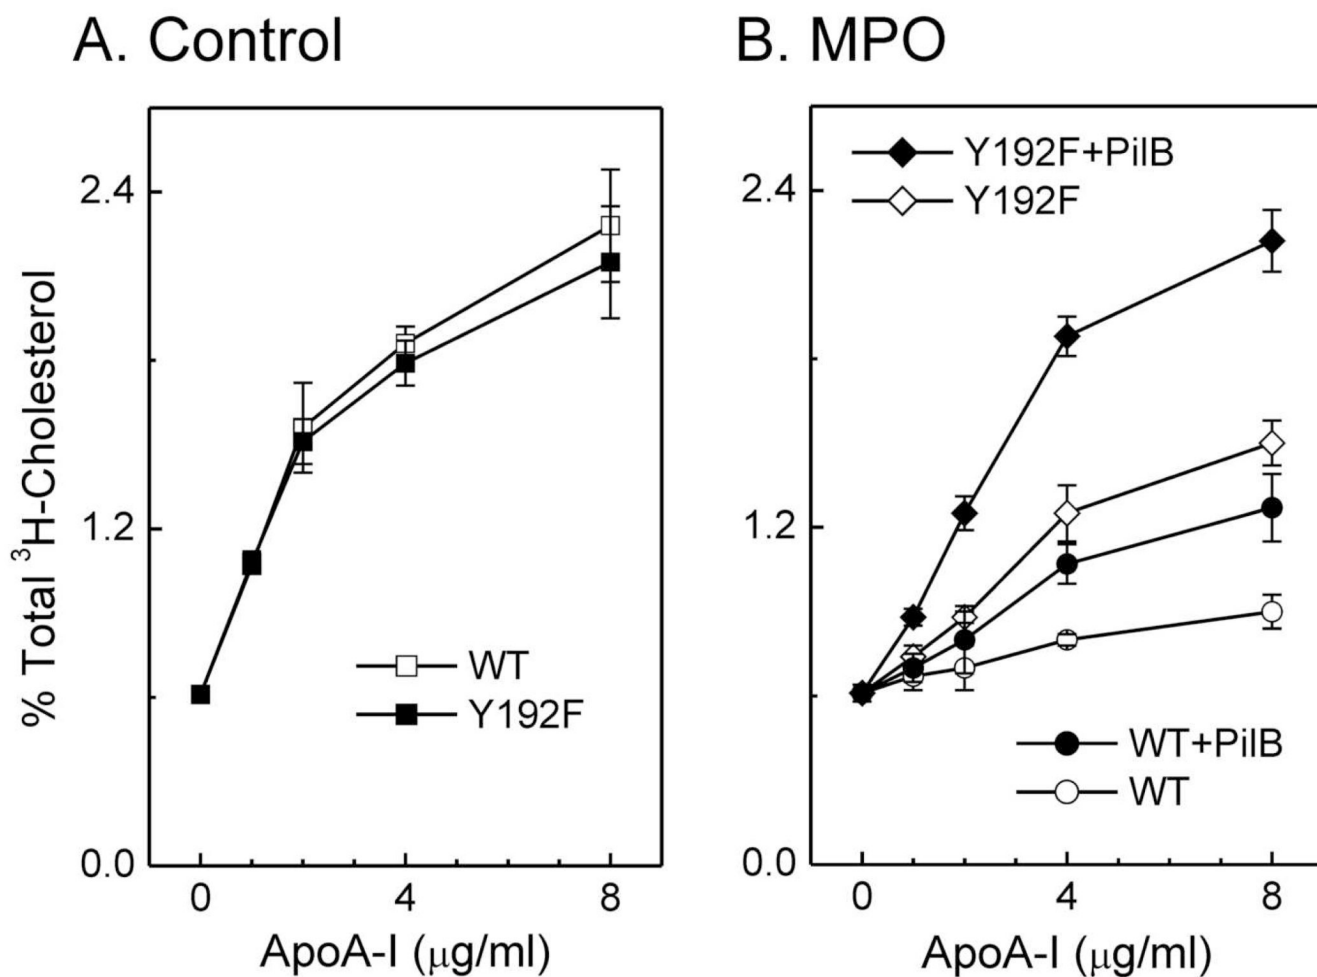 A. Control
% Total ³H-Cholesterol
2.4
1.2
0.0
WT
Y192F
0 4 8
ApoA-I (μg/ml)
B. MPO
Y192F+PilB
Y192F
2.4
1.2
0.0
WT+PilB
WT
0 4 8
ApoA-I (μg/ml)